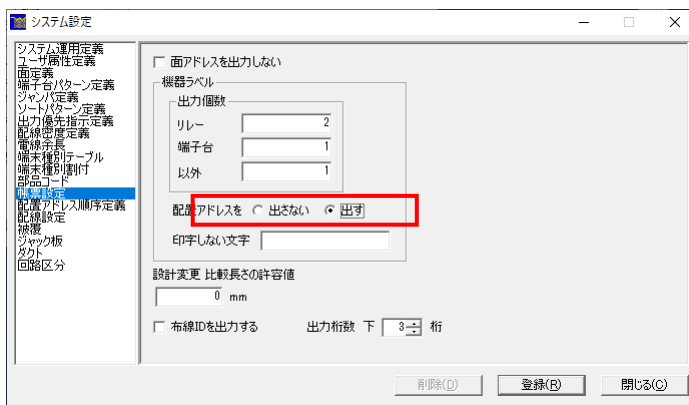 システム設定
システム運用定義
ユーザ属性定義
面定義
端子台パターン定義
ジャンパ定義
ソートパターン定義
出力優先指示定義
配線密度定義
電線余長
端末種別テーブル
端末種別割付
部品コード
帳票設定
配置アドレス順序定義
配線設定
被覆
ジャック板
ダクト
回路区分
面アドレスを出力しない
機器ラベル
出力個数
リレー 2
端子台 1
以外 1
配置アドレスを 出さない 出す
印字しない文字
設計変更 比較長さの許容値
0 mm
布線IDを出力する 出力桁数 下 3 桁
削除(D) 登録(R) 閉じる(C)